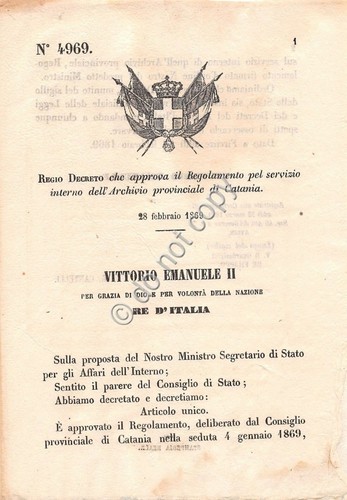 N° 4969.
1
REGIO DECRETO che approva il Regolamento pel servizio
interno dell'Archivio provinciale di Catania.
28 febbraio 1869
VITTORIO EMANUELE II
PER GRAZIA DI DIO E PER VOLONTÀ DELLA NAZIONE
RE D'ITALIA
Sulla proposta del Nostro Ministro Segretario di Stato
per gli Affari dell'Interno;
Sentito il parere del Consiglio di Stato;
Abbiamo decretato e decretiamo:
Articolo unico.
È approvato il Regolamento, deliberato dal Consiglio
provinciale di Catania nella seduta 4 gennaio 1869,
do not copy